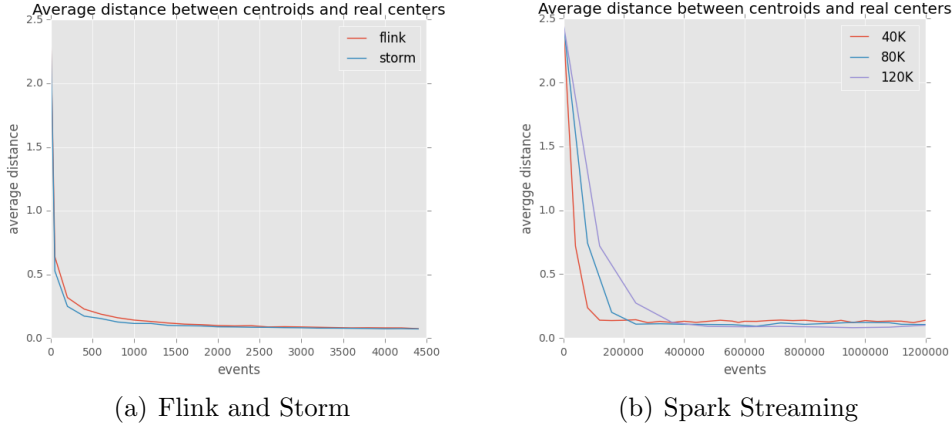 Average distance between centroids and real centers
2.5
2.0
1.5
1.0
0.5
0.0
average distance
flink
storm
0 500 1000 1500 2000 2500 3000 3500 4000 4500
events
(a) Flink and Storm
Average distance between centroids and real centers
2.5
2.0
1.5
1.0
0.5
0.0
avergge distance
40K
80K
120K
0 200000 400000 600000 800000 1000000 1200000
events
(b) Spark Streaming